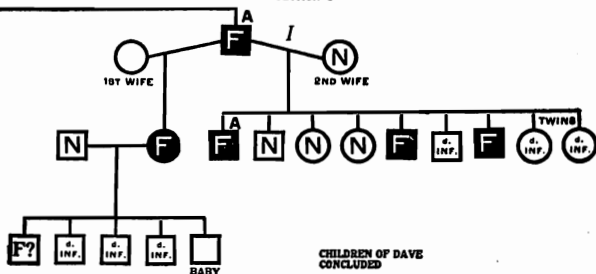 A
F I N
1ST WIFE 2ND WIFE
A TWINS
N F F N N N F d. INF. F d. INF. d. INF.
F? d. INF. d. INF. d. INF.
BABY
CHILDREN OF DAVE
CONCLUDED